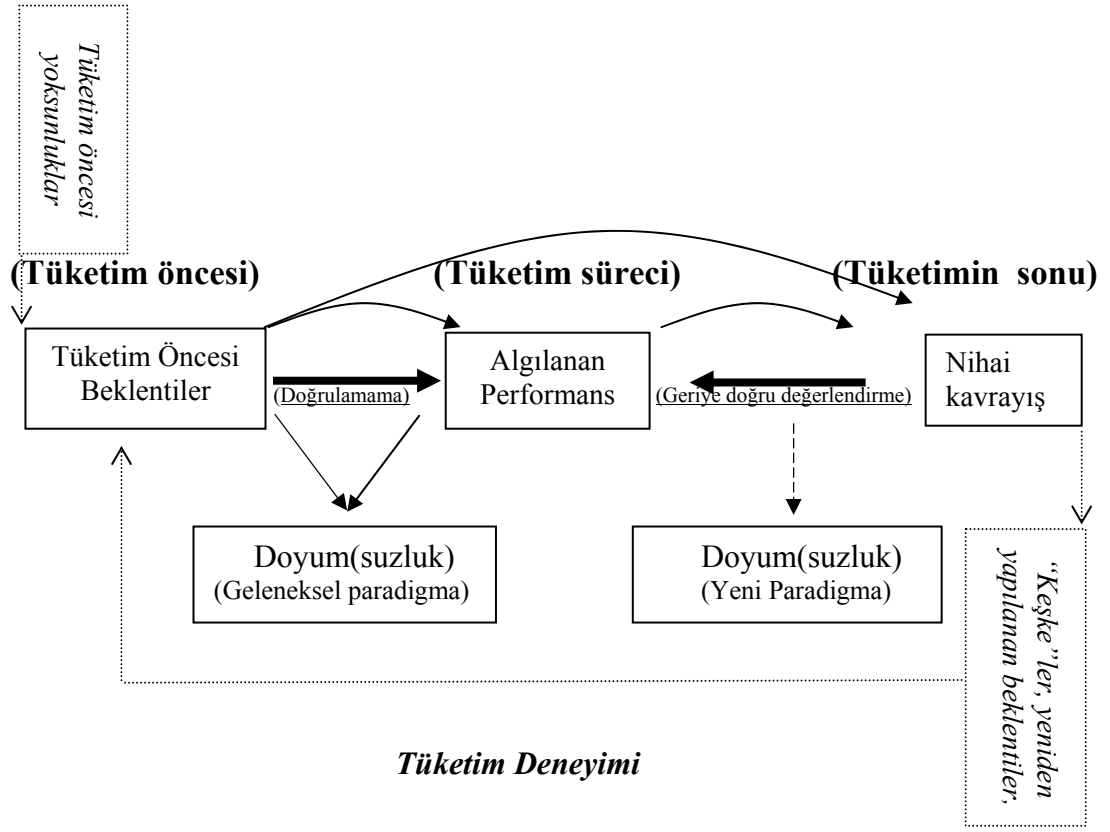 Tüketim öncesi
yoksunluklar
(Tüketim öncesi)
(Tüketim süreci)
(Tüketimin sonu)
Tüketim Öncesi
Beklentiler
(Doğrulamama)
Algılanan
Performans
(Geriye doğru değerlendirme)
Nihai
kavrayış
Doyum(suzluk)
(Geleneksel paradigma)
Doyum(suzluk)
(Yeni Paradigma)
“Keşke”ler, yeniden
yapılanan beklentiler,
Tüketim Deneyimi